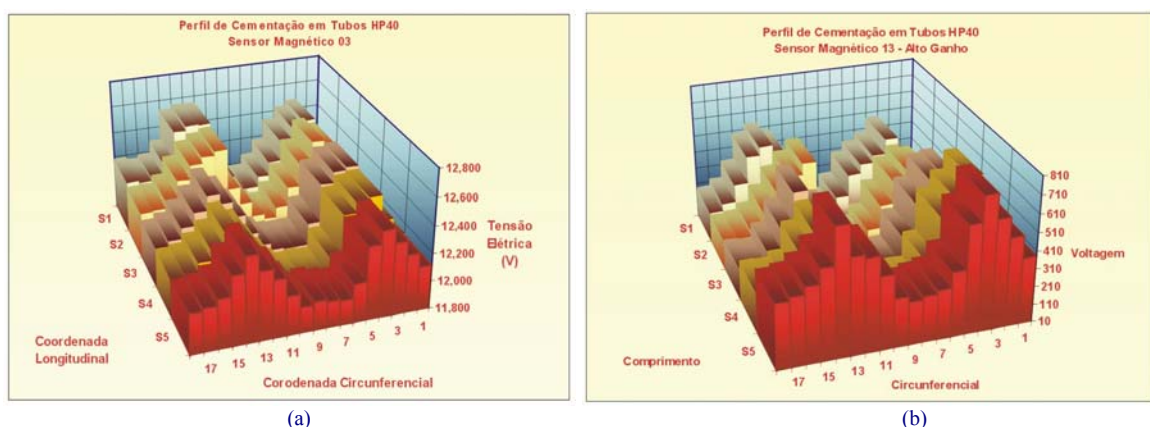 Perfil de Cementação em Tubos HP40
Sensor Magnético 03
12,800
12,600
12,400
12,200
12,000
11,800
Tensão
Elétrica
(V)
S1
S2
S3
S4
S5
Coordenada
Longitudinal
17
15
13
11
9
7
5
3
1
Corodenada Circunferencial
(a)
Perfil de Cementação em Tubos HP40
Sensor Magnético 13 - Alto Ganho
810
710
610
510
410
310
210
110
10
Voltagem
S1
S2
S3
S4
S5
Comprimento
17
15
13
11
9
7
5
3
1
Circunferencial
(b)